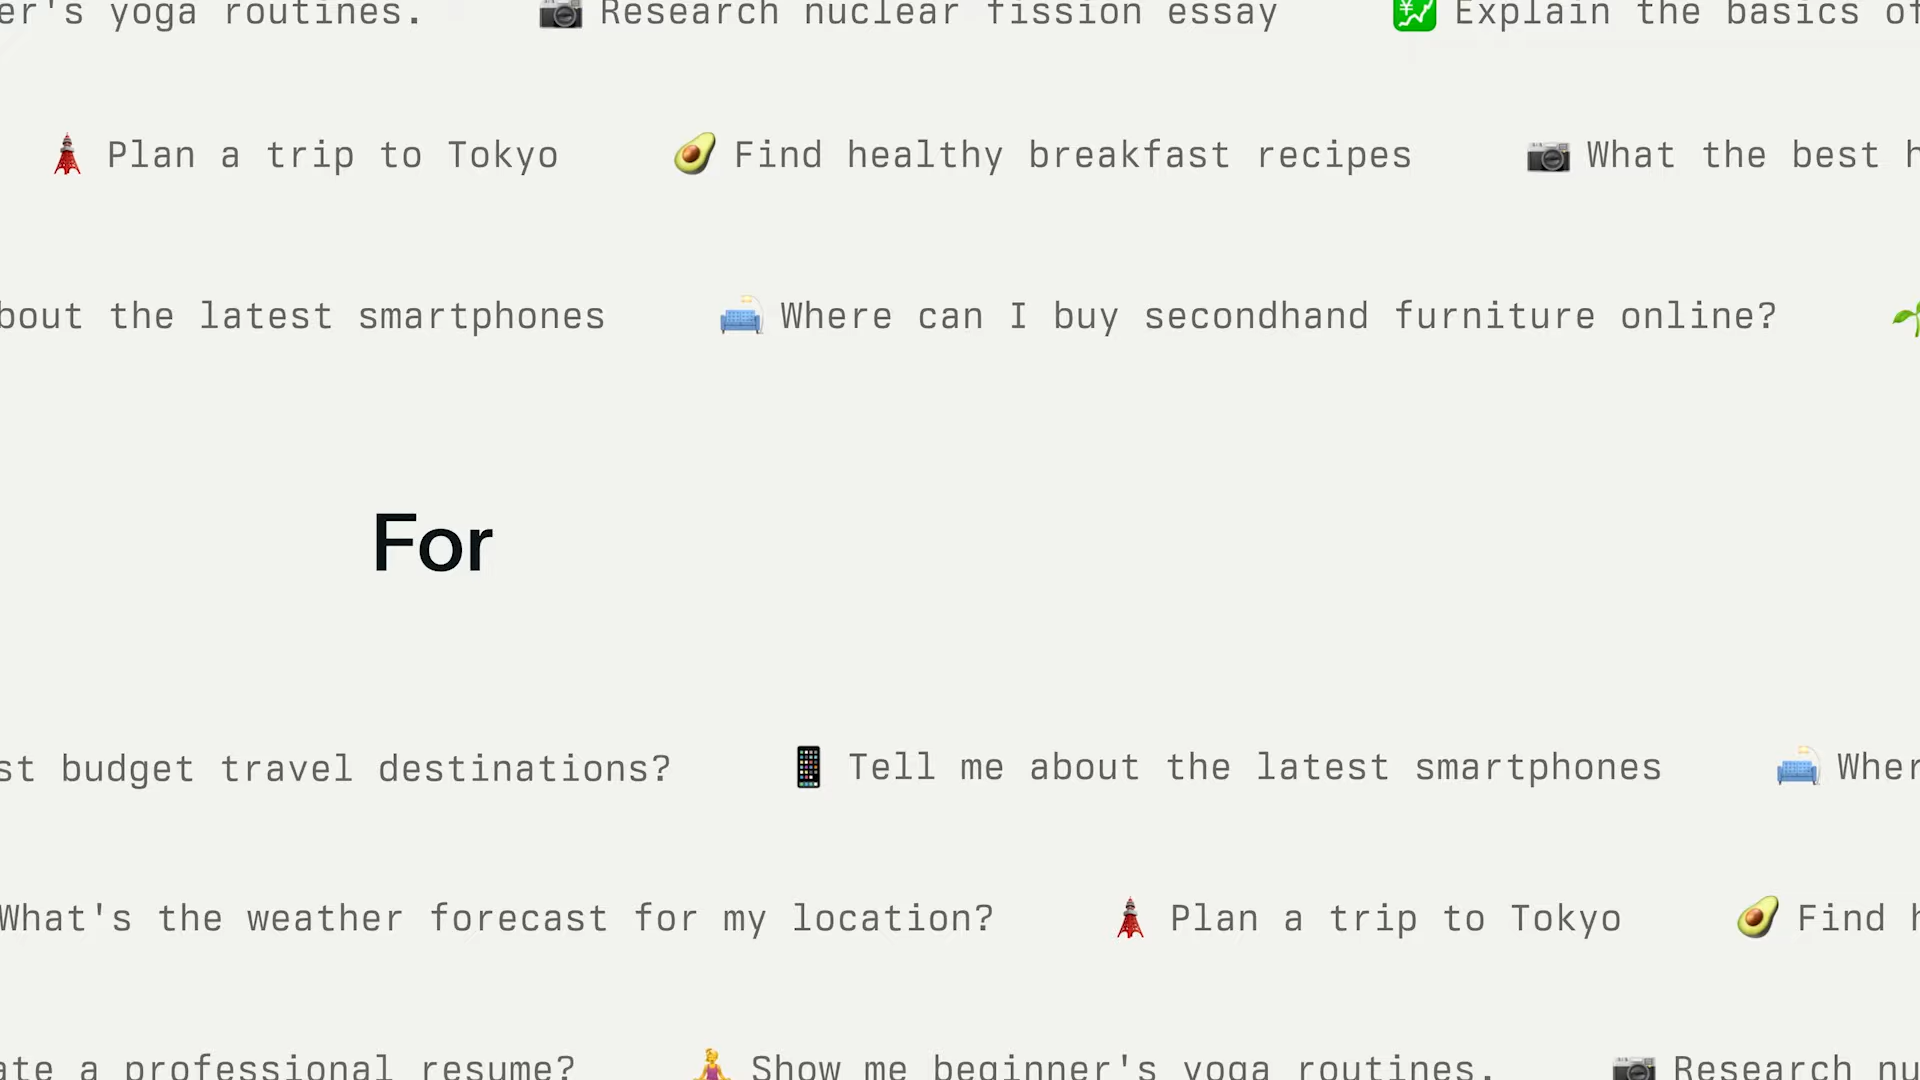 er's yoga routines. Research nuclear fission essay Explain the basics of
Plan a trip to Tokyo Find healthy breakfast recipes What the best h
bout the latest smartphones Where can I buy secondhand furniture online?
For
st budget travel destinations? Tell me about the latest smartphones Wher
What's the weather forecast for my location? Plan a trip to Tokyo Find h
ate a professional resume? Show me beginner's yoga routines. Research nu